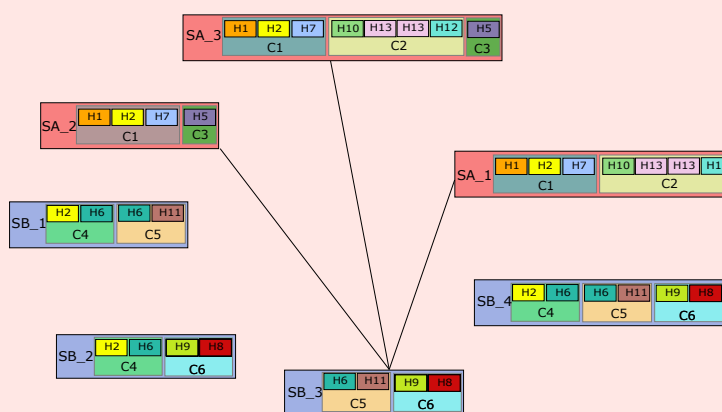 SA_3 H1 H2 H7 H10 H13 H13 H12 H5
C1 C2 C3
SA_2 H1 H2 H7 H5
C1 C3
SA_1 H1 H2 H7 H10 H13 H13
C1 C2
SB_1 H2 H6 H6 H11
C4 C5
SB_4 H2 H6 H6 H11 H9 H8
C4 C5 C6
SB_2 H2 H6 H9 H8
C4 C6
SB_3 H6 H11 H9 H8
C5 C6